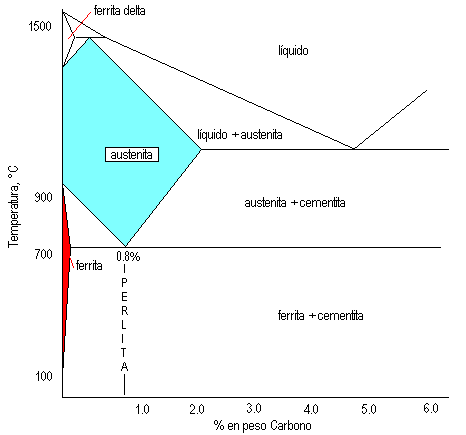 ferrita delta
1500
líquido
líquido + austenita
austenita
Temperatura, °C
900
austenita + cementita
700
0.8%
ferrita
P
E
R
L
I
T
A
ferrita + cementita
100
1.0 2.0 3.0 4.0 5.0 6.0
% en peso Carbono